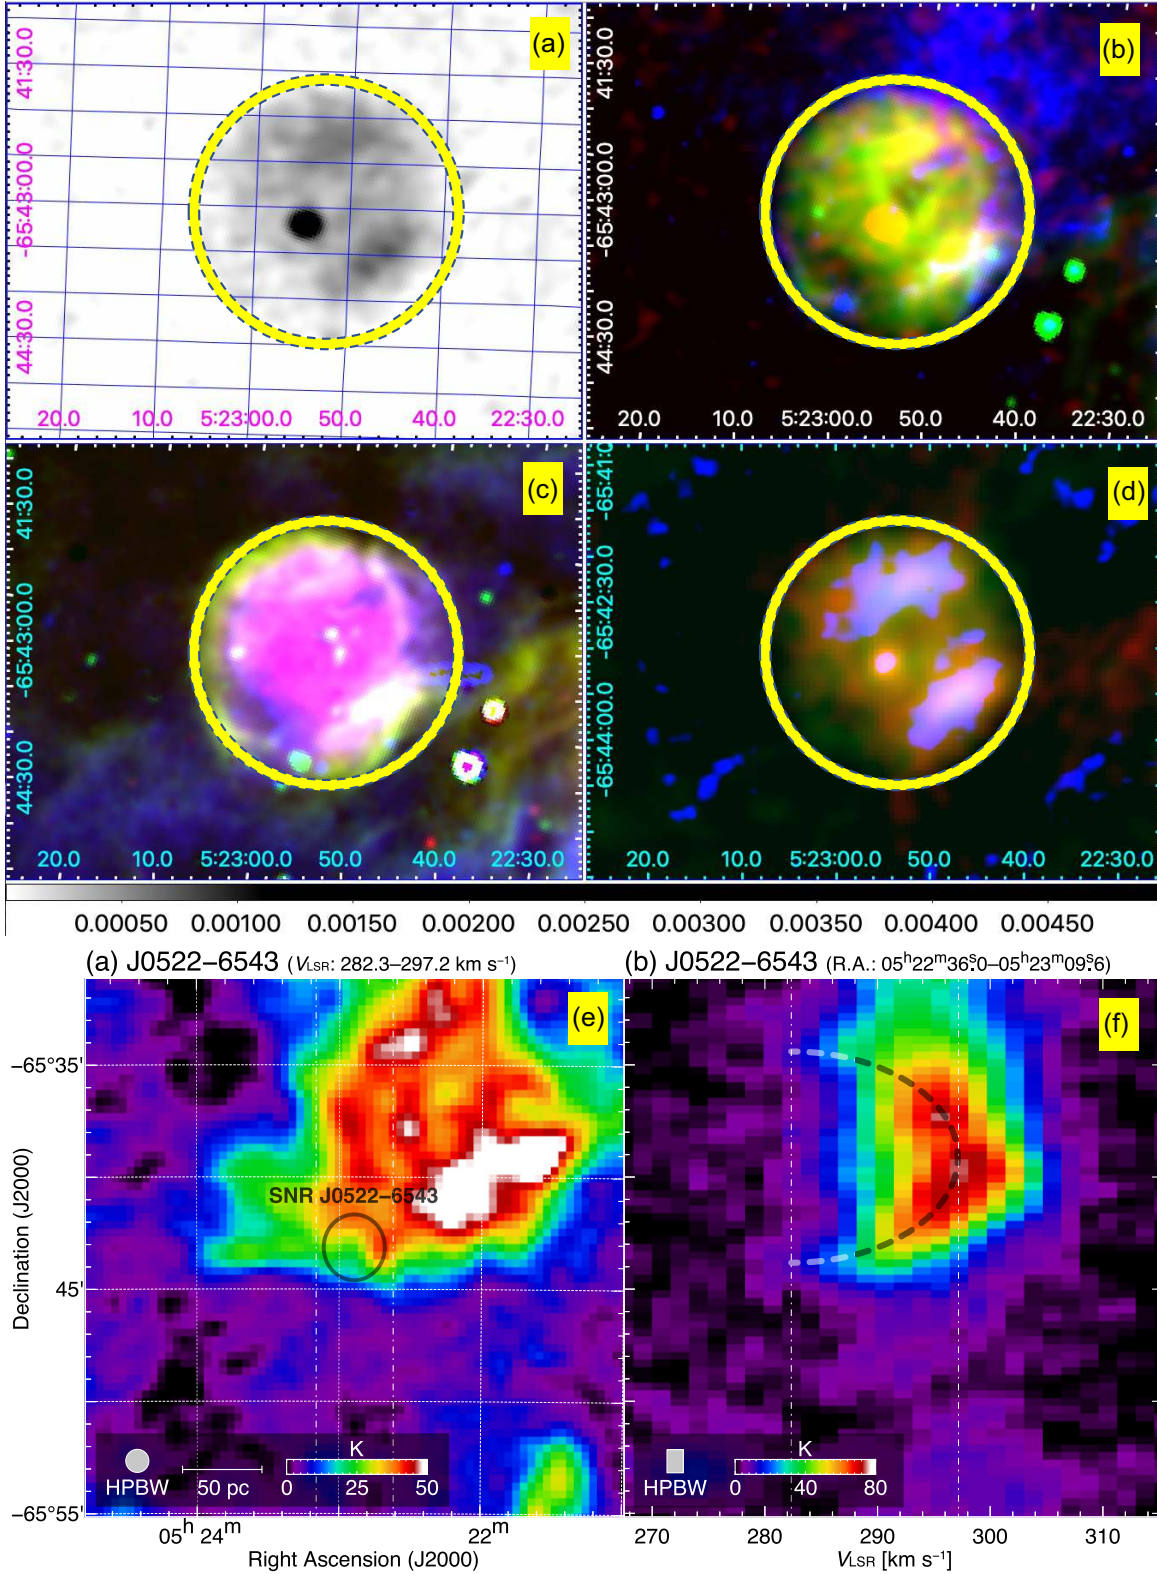 (a)
41:30.0
-65:43:00.0
44:30.0
20.0 10.0 5:23:00.0 50.0 40.0 22:30.0
(b)
41:30.0
-65:43:00.0
44:30.0
20.0 10.0 5:23:00.0 50.0 40.0 22:30.0
(c)
41:30.0
-65:43:00.0
44:30.0
20.0 10.0 5:23:00.0 50.0 40.0 22:30.0
(d)
-65:41:0
-65:42:30.0
-65:44:00.0
20.0 10.0 5:23:00.0 50.0 40.0 22:30.0
0.00050 0.00100 0.00150 0.00200 0.00250 0.00300 0.00350 0.00400 0.00450
(a) J0522−6543 (VLSR: 282.3–297.2 km s⁻¹)
(e)
−65°35'
45'
−65°55'
Declination (J2000)
SNR J0522−6543
HPBW
50 pc
K
0 25 50
05ʰ 24ᵐ 22ᵐ
Right Ascension (J2000)
(b) J0522−6543 (R.A.: 05ʰ22ᵐ36ˢ.0–05ʰ23ᵐ09ˢ.6)
(f)
HPBW
K
0 40 80
270 280 290 300 310
VLSR [km s⁻¹]